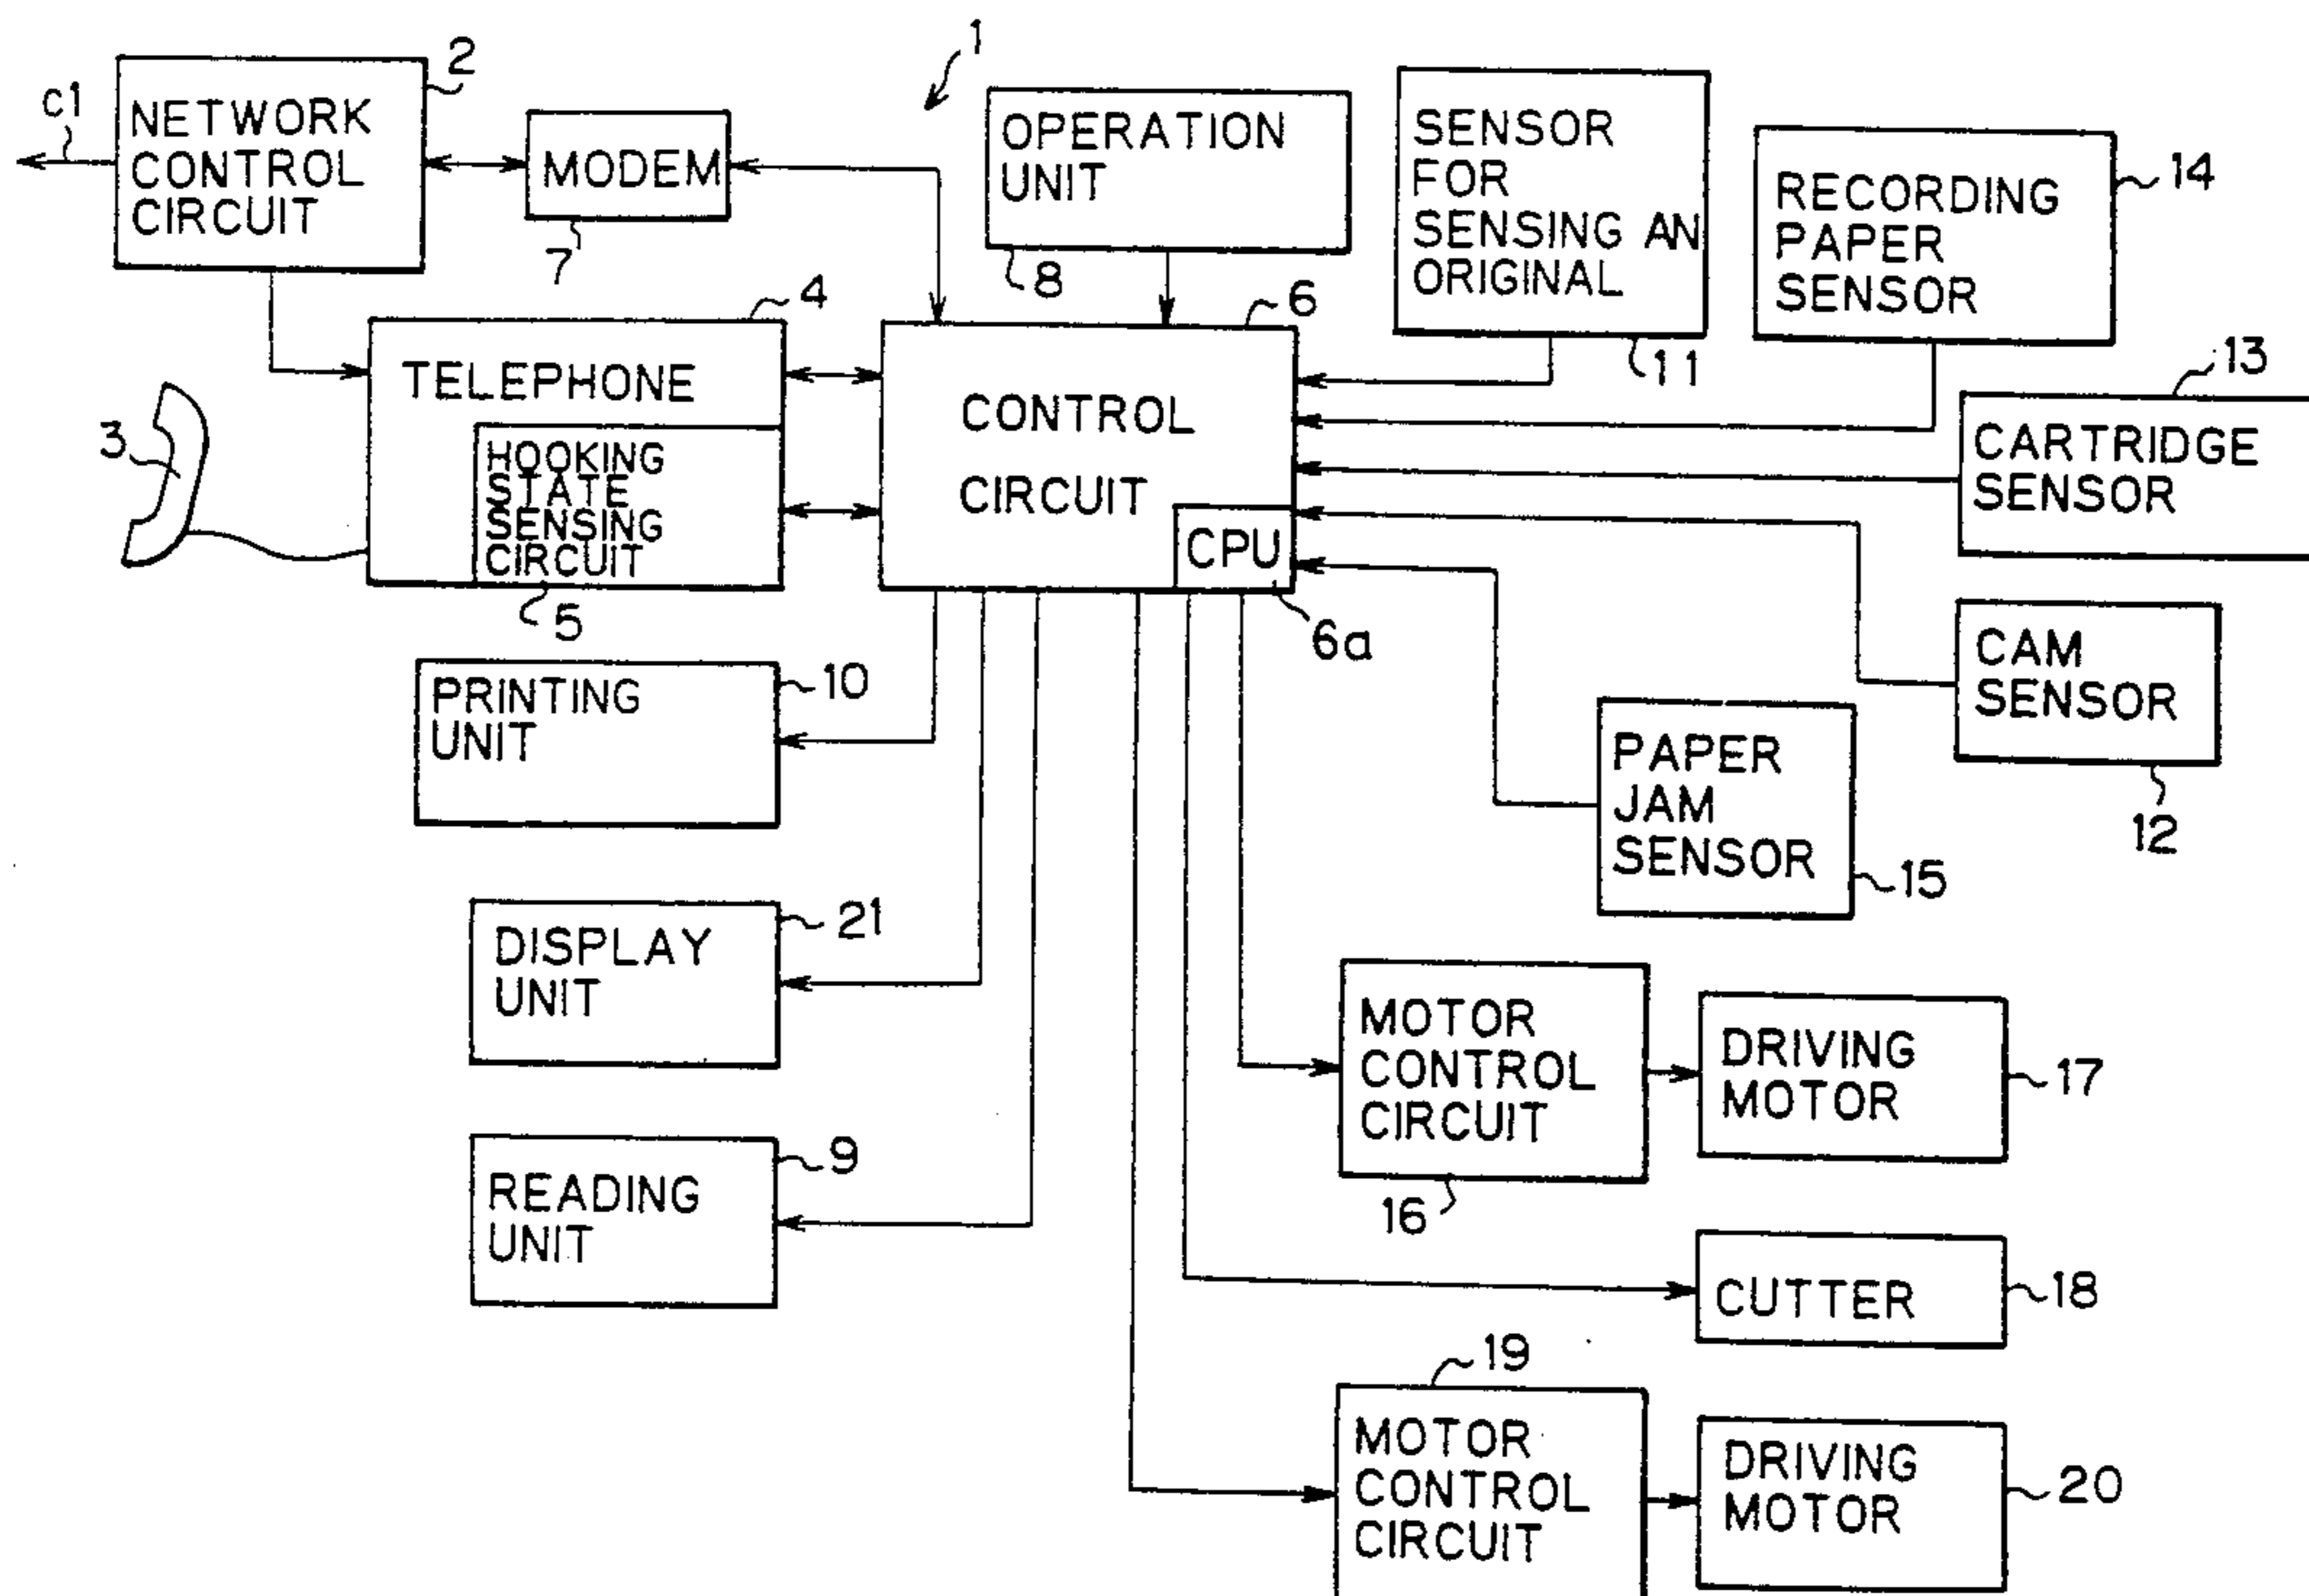 1
c1
2
NETWORK
CONTROL
CIRCUIT
MODEM
7
OPERATION
UNIT
8
SENSOR
FOR
SENSING AN
ORIGINAL
11
RECORDING
PAPER
SENSOR
14
3
4
TELEPHONE
HOOKING
STATE
SENSING
CIRCUIT
5
6
CONTROL
CIRCUIT
CPU
6a
13
CARTRIDGE
SENSOR
CAM
SENSOR
12
PAPER
JAM
SENSOR
15
PRINTING
UNIT
10
DISPLAY
UNIT
21
READING
UNIT
9
MOTOR
CONTROL
CIRCUIT
16
DRIVING
MOTOR
17
CUTTER
18
19
MOTOR
CONTROL
CIRCUIT
DRIVING
MOTOR
20